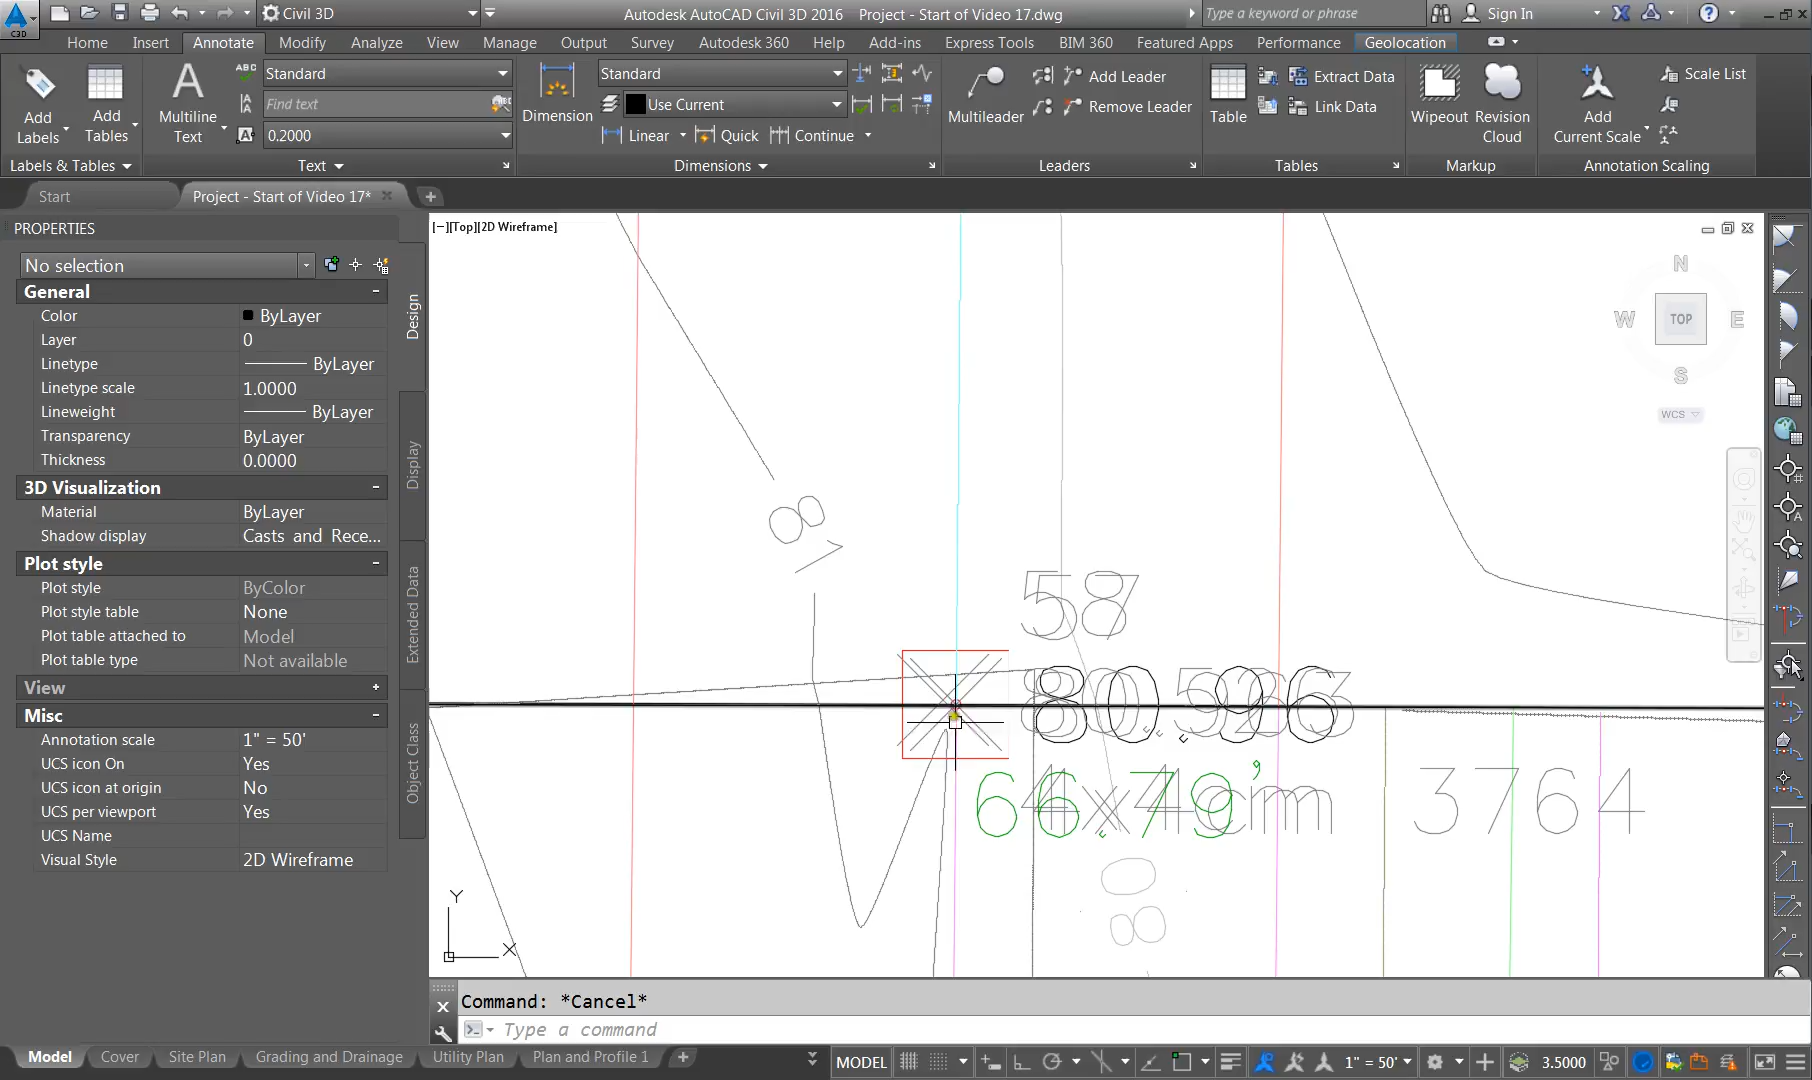 C3D
Civil 3D
Autodesk AutoCAD Civil 3D 2016 Project - Start of Video 17.dwg
Type a keyword or phrase
Sign In
Home Insert Annotate Modify Analyze View Manage Output Survey Autodesk 360 Help Add-ins Express Tools BIM 360 Featured Apps Performance Geolocation
Add Labels
Add Tables
Multiline Text
ABC
Standard
Find text
0.2000
Dimension
Standard
Use Current
Linear Quick Continue
Multileader
Add Leader
Remove Leader
Table
Extract Data
Link Data
Wipeout
Revision Cloud
Add Current Scale
Scale List
Labels & Tables Text Dimensions Leaders Tables Markup Annotation Scaling
Start Project - Start of Video 17*
PROPERTIES
No selection
General
Color ByLayer
Layer 0
Linetype ByLayer
Linetype scale 1.0000
Lineweight ByLayer
Transparency ByLayer
Thickness 0.0000
3D Visualization
Material ByLayer
Shadow display Casts and Rece...
Plot style
Plot style ByColor
Plot style table None
Plot table attached to Model
Plot table type Not available
View
Misc
Annotation scale 1" = 50'
UCS icon On Yes
UCS icon at origin No
UCS per viewport Yes
UCS Name
Visual Style 2D Wireframe
Design
Display
Extended Data
Object Class
[−][Top][2D Wireframe]
N
W TOP E
S
WCS
81
58
66.79'
4x4cm
3764
80
Y
X
Command: *Cancel*
Type a command
Model Cover Site Plan Grading and Drainage Utility Plan Plan and Profile 1
MODEL 1" = 50' 3.5000